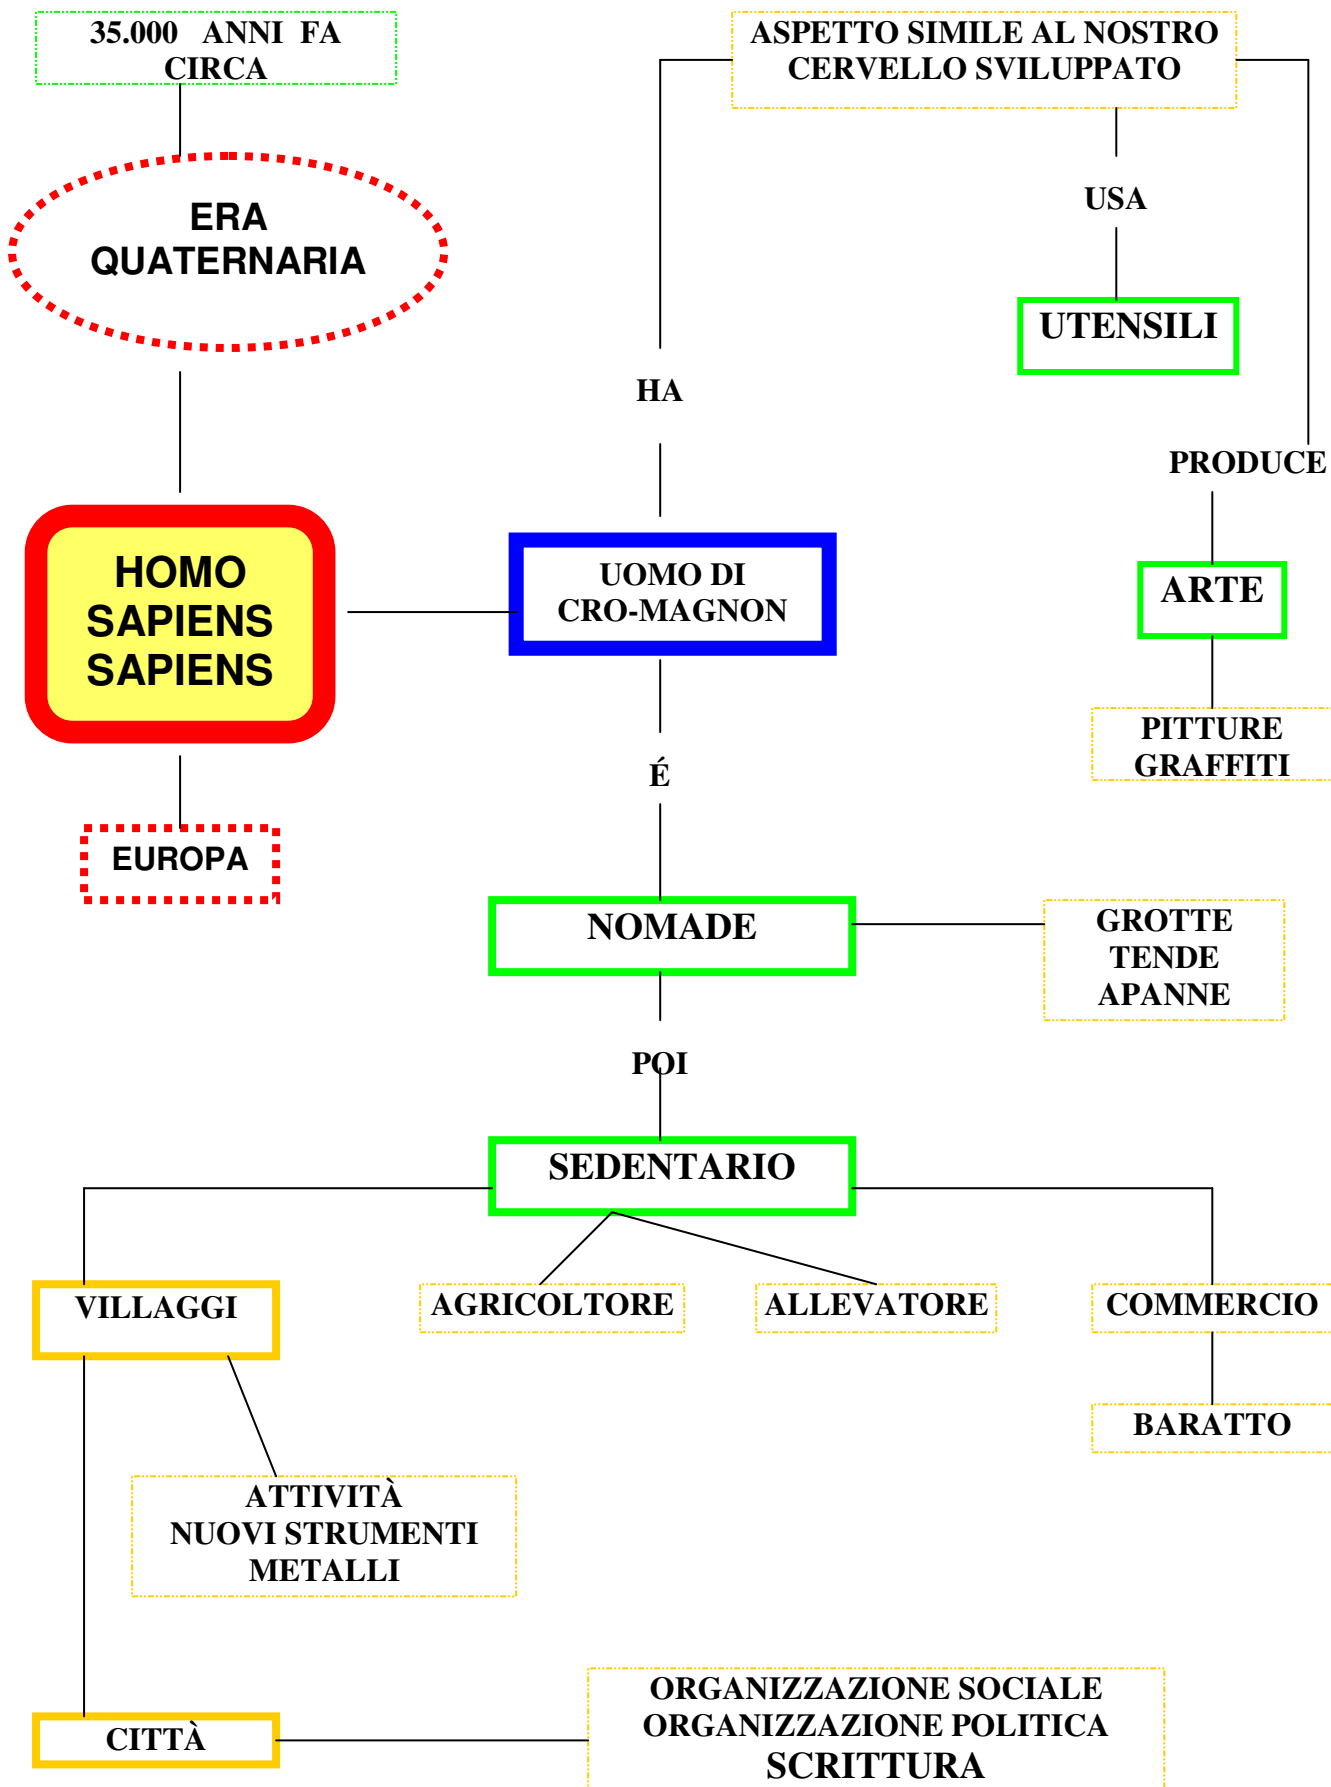 35.000 ANNI FA
CIRCA
ASPETTO SIMILE AL NOSTRO
CERVELLO SVILUPPATO
ERA
QUATERNARIA
USA
UTENSILI
HA
PRODUCE
HOMO
SAPIENS
SAPIENS
UOMO DI
CRO-MAGNON
ARTE
PITTURE
GRAFFITI
É
EUROPA
NOMADE
GROTTE
TENDE
APANNE
POI
SEDENTARIO
VILLAGGI
AGRICOLTORE
ALLEVATORE
COMMERCIO
BARATTO
ATTIVITÀ
NUOVI STRUMENTI
METALLI
CITTÀ
ORGANIZZAZIONE SOCIALE
ORGANIZZAZIONE POLITICA
SCRITTURA